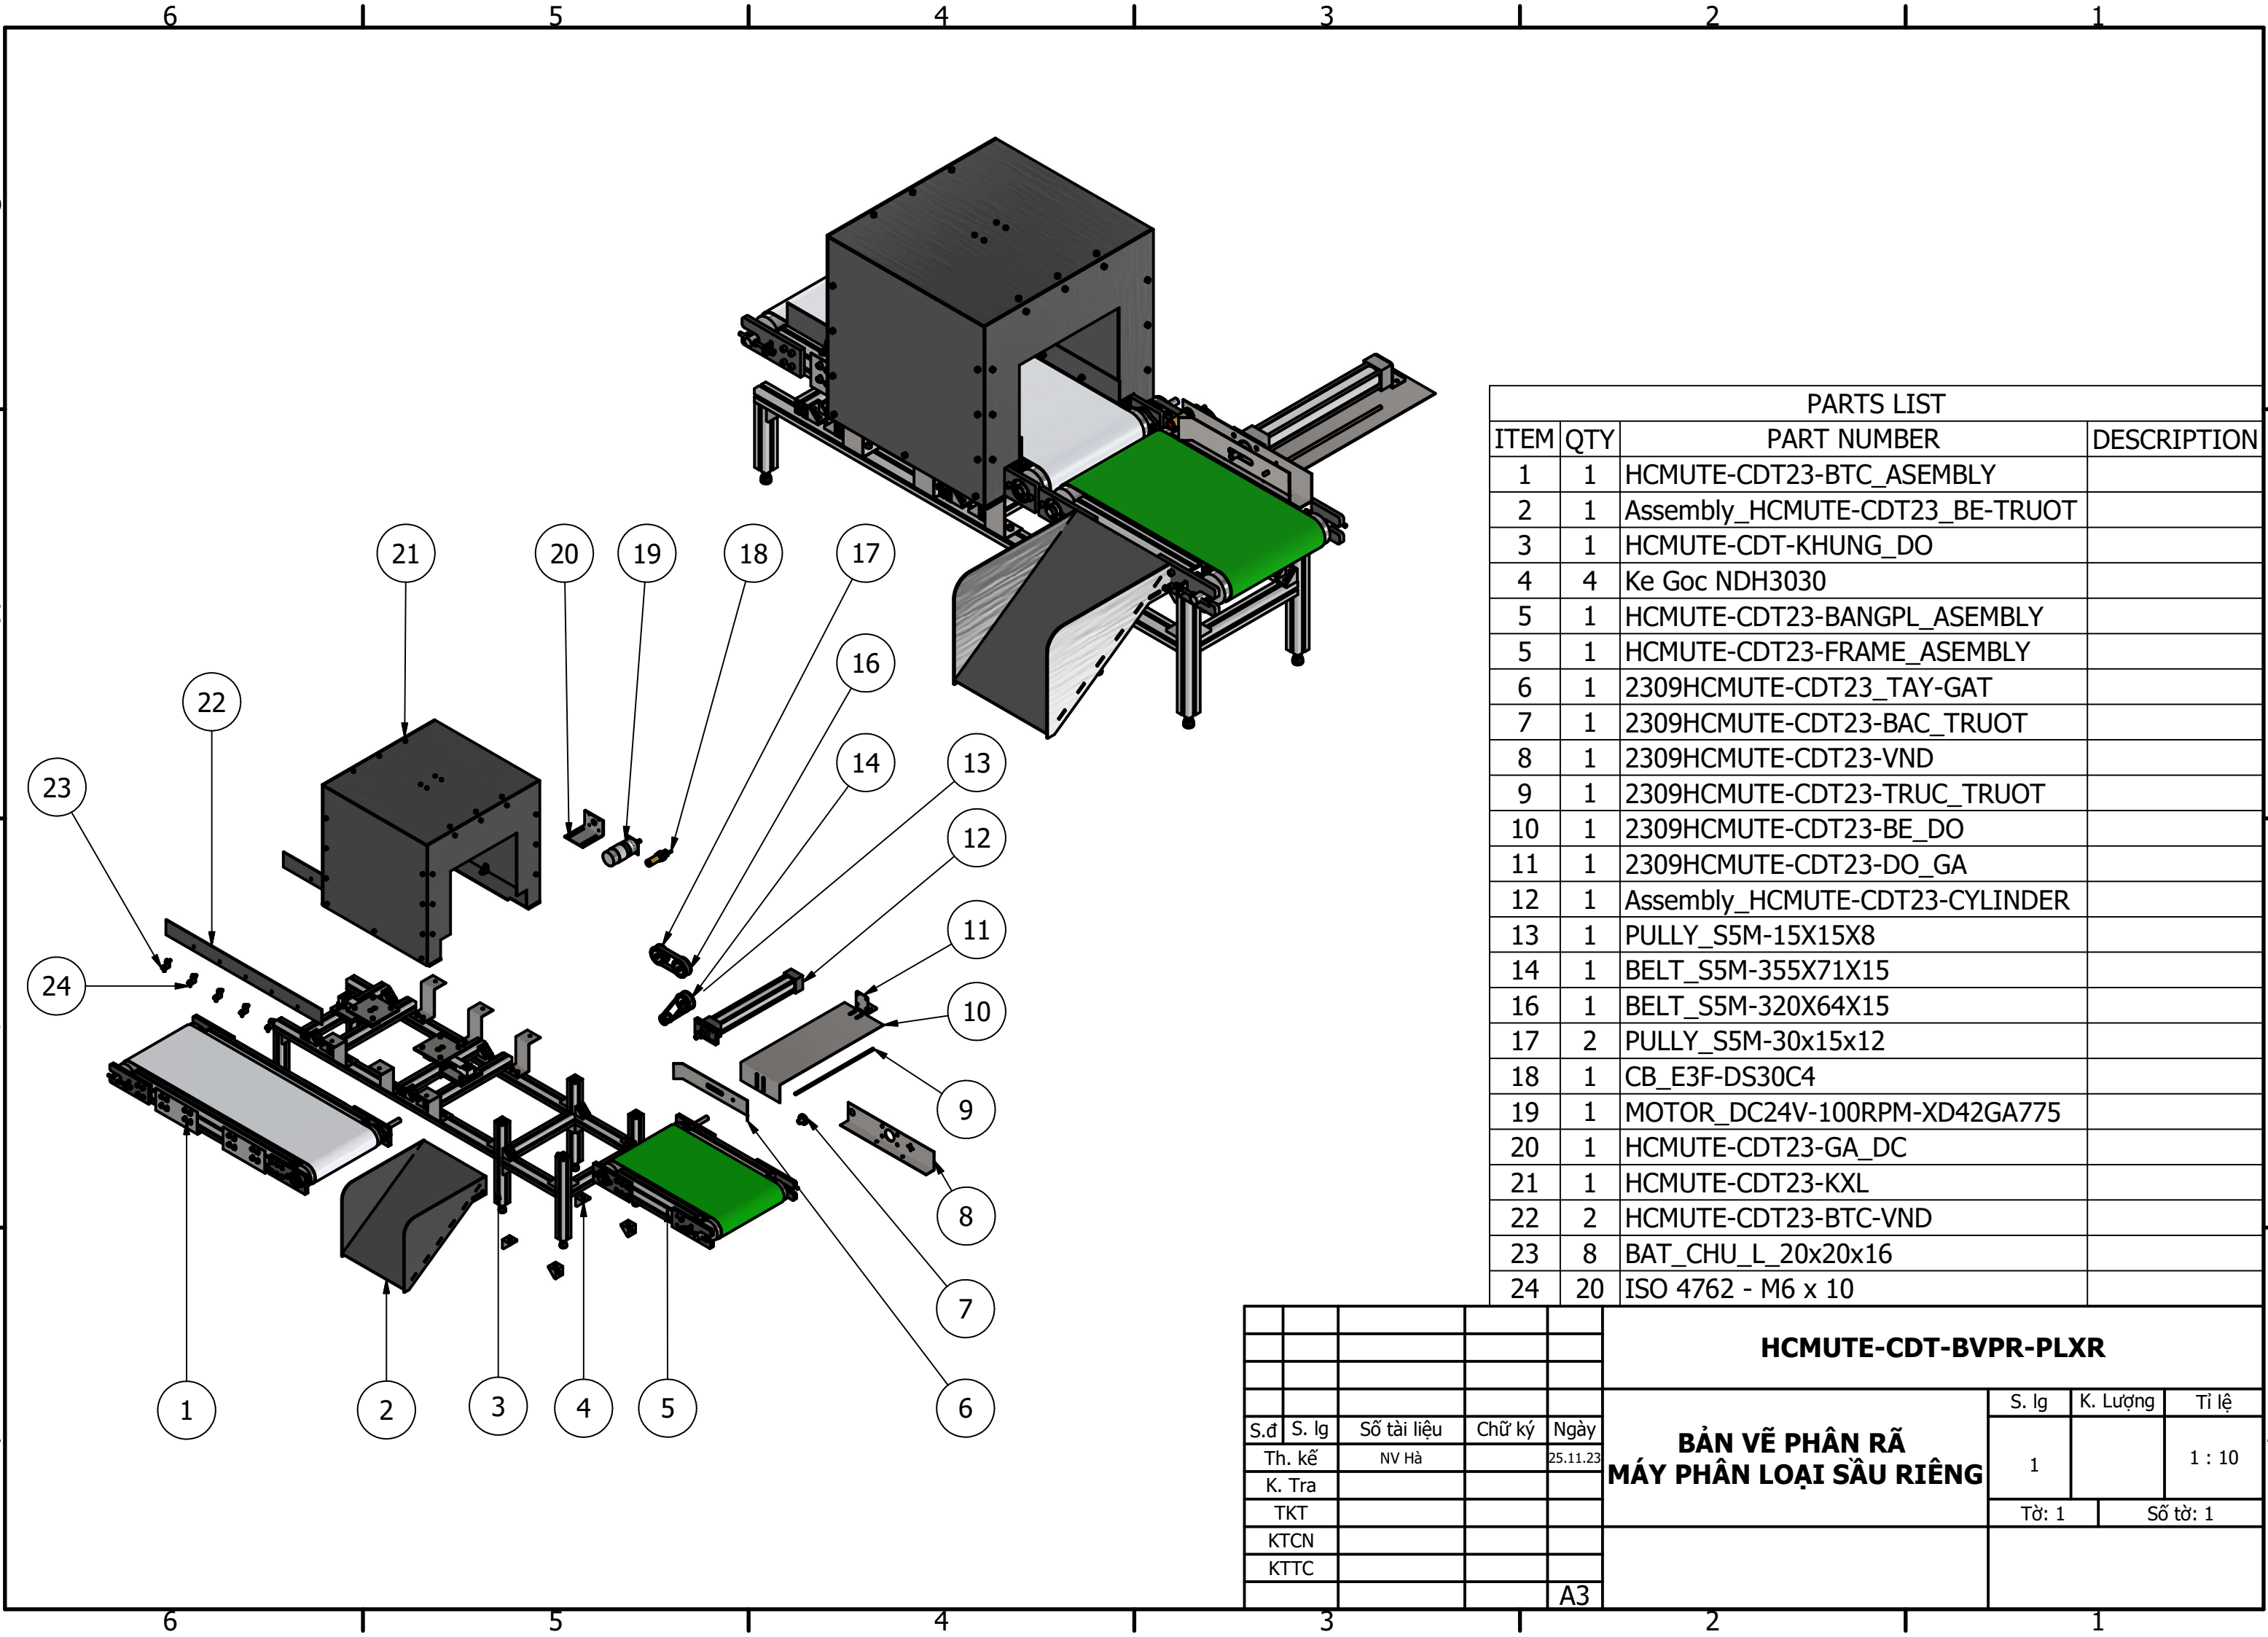 6 5 4 3 2 1
21 20 19 18 17
16
22
14 13
23
12
11
24
10
9
8
7
1 2 3 4 5 6
PARTS LIST
ITEM QTY PART NUMBER DESCRIPTION
1 1 HCMUTE-CDT23-BTC_ASEMBLY
2 1 Assembly_HCMUTE-CDT23_BE-TRUOT
3 1 HCMUTE-CDT-KHUNG_DO
4 4 Ke Goc NDH3030
5 1 HCMUTE-CDT23-BANGPL_ASEMBLY
5 1 HCMUTE-CDT23-FRAME_ASEMBLY
6 1 2309HCMUTE-CDT23_TAY-GAT
7 1 2309HCMUTE-CDT23-BAC_TRUOT
8 1 2309HCMUTE-CDT23-VND
9 1 2309HCMUTE-CDT23-TRUC_TRUOT
10 1 2309HCMUTE-CDT23-BE_DO
11 1 2309HCMUTE-CDT23-DO_GA
12 1 Assembly_HCMUTE-CDT23-CYLINDER
13 1 PULLY_S5M-15X15X8
14 1 BELT_S5M-355X71X15
16 1 BELT_S5M-320X64X15
17 2 PULLY_S5M-30x15x12
18 1 CB_E3F-DS30C4
19 1 MOTOR_DC24V-100RPM-XD42GA775
20 1 HCMUTE-CDT23-GA_DC
21 1 HCMUTE-CDT23-KXL
22 2 HCMUTE-CDT23-BTC-VND
23 8 BAT_CHU_L_20x20x16
24 20 ISO 4762 - M6 x 10
HCMUTE-CDT-BVPR-PLXR
S. lg K. Lượng Tỉ lệ
S.đ S. lg Số tài liệu Chữ ký Ngày
BẢN VẼ PHÂN RÃ
MÁY PHÂN LOẠI SẦU RIÊNG
Th. kế NV Hà 25.11.23
1 1 : 10
K. Tra
TKT
Tờ: 1 Số tờ: 1
KTCN
KTTC
A3
6 5 4 3 2 1